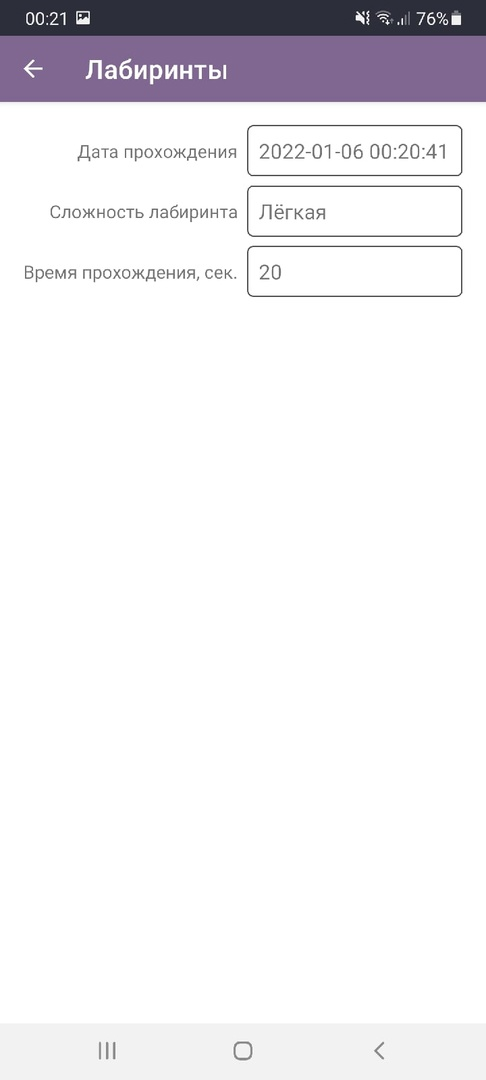 00:21 76%
Лабиринты
Дата прохождения 2022-01-06 00:20:41
Сложность лабиринта Лёгкая
Время прохождения, сек. 20